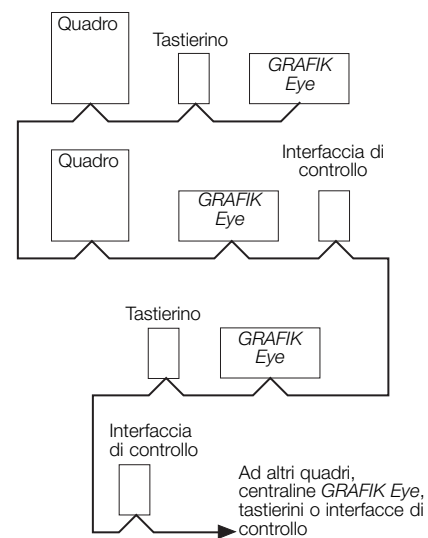 Quadro
Tastierino
GRAFIK
Eye
Quadro
GRAFIK
Eye
Interfaccia di
controllo
Tastierino
GRAFIK
Eye
Interfaccia
di controllo
Ad altri quadri,
centraline GRAFIK Eye,
tastierini o interfacce di
controllo